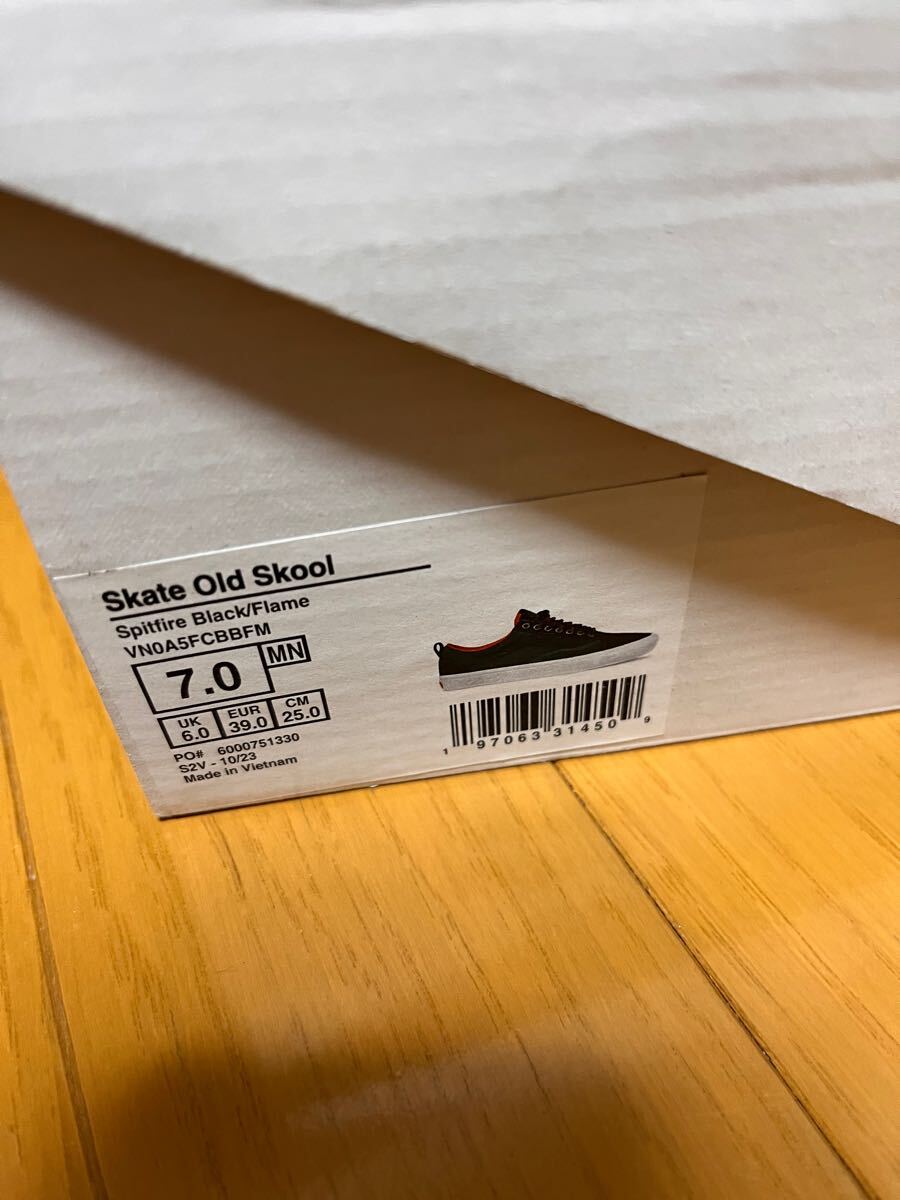 Skate Old Skool
Spitfire Black/Flame
VN0A5FCBBFM
7.0 MN
UK EUR CM
6.0 39.0 25.0
PO# 6000751330
S2V - 10/23
Made in Vietnam
1 97063 31450 9